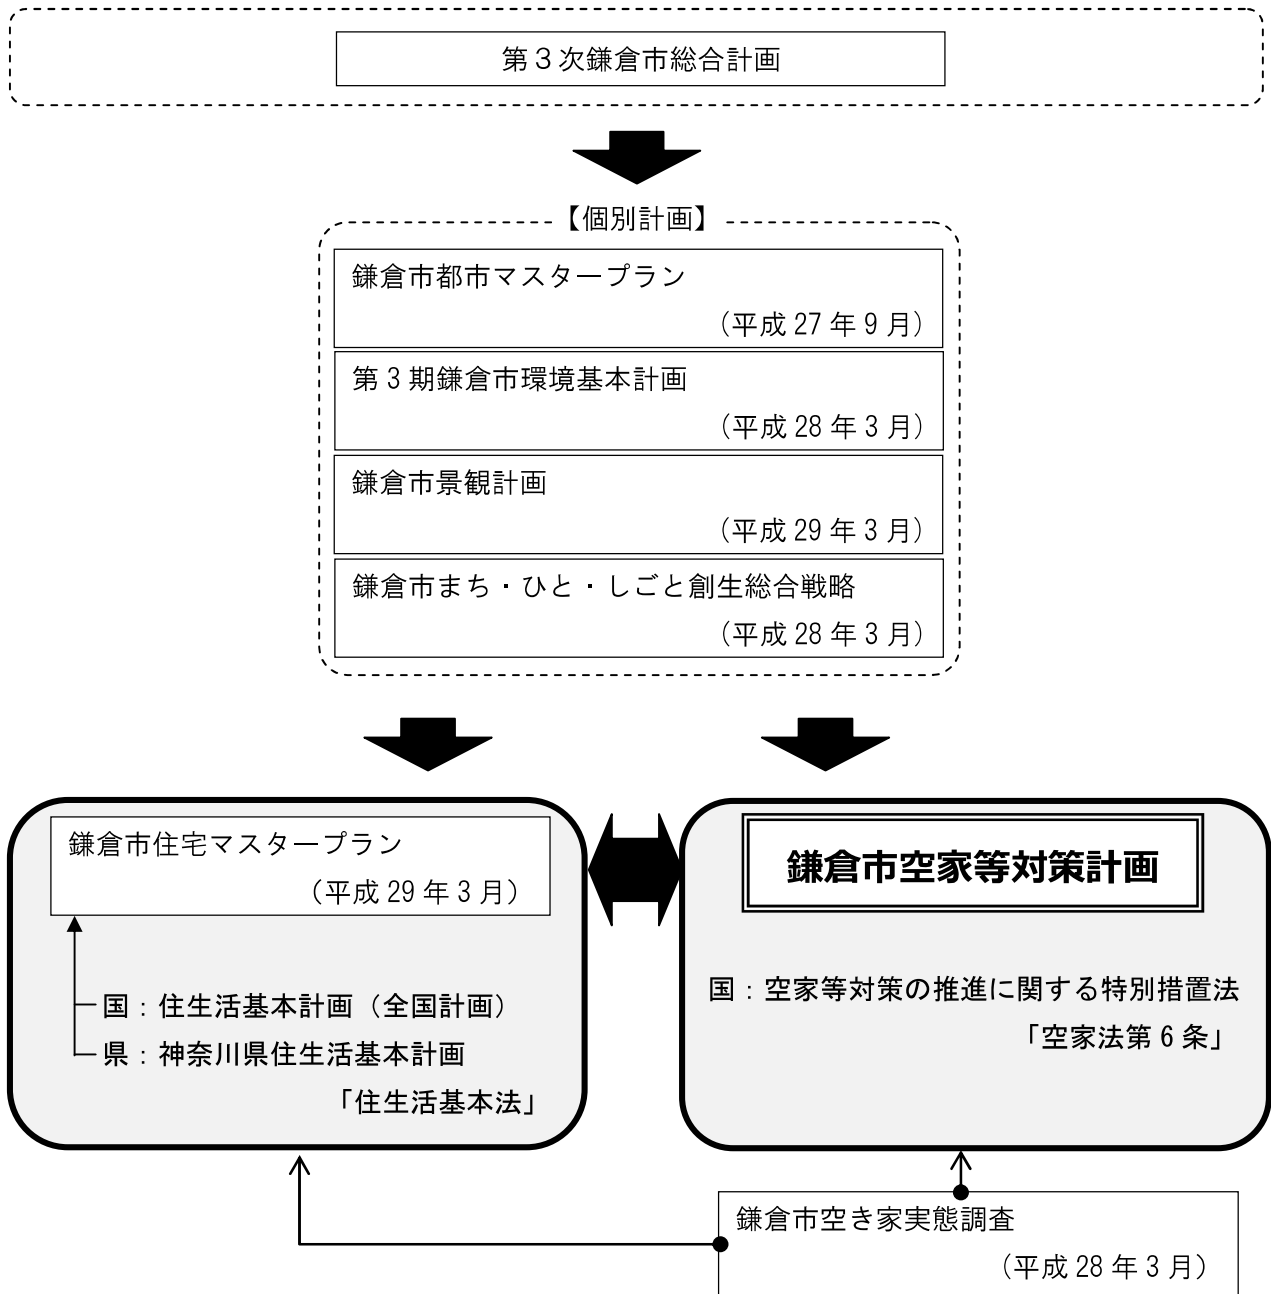 第3次鎌倉市総合計画
【個別計画】
鎌倉市都市マスタープラン
（平成 27 年 9 月）
第 3 期鎌倉市環境基本計画
（平成 28 年 3 月）
鎌倉市景観計画
（平成 29 年 3 月）
鎌倉市まち・ひと・しごと創生総合戦略
（平成 28 年 3 月）
鎌倉市住宅マスタープラン
（平成 29 年 3 月）
国：住生活基本計画（全国計画）
県：神奈川県住生活基本計画
「住生活基本法」
鎌倉市空家等対策計画
国：空家等対策の推進に関する特別措置法
「空家法第 6 条」
鎌倉市空き家実態調査
（平成 28 年 3 月）